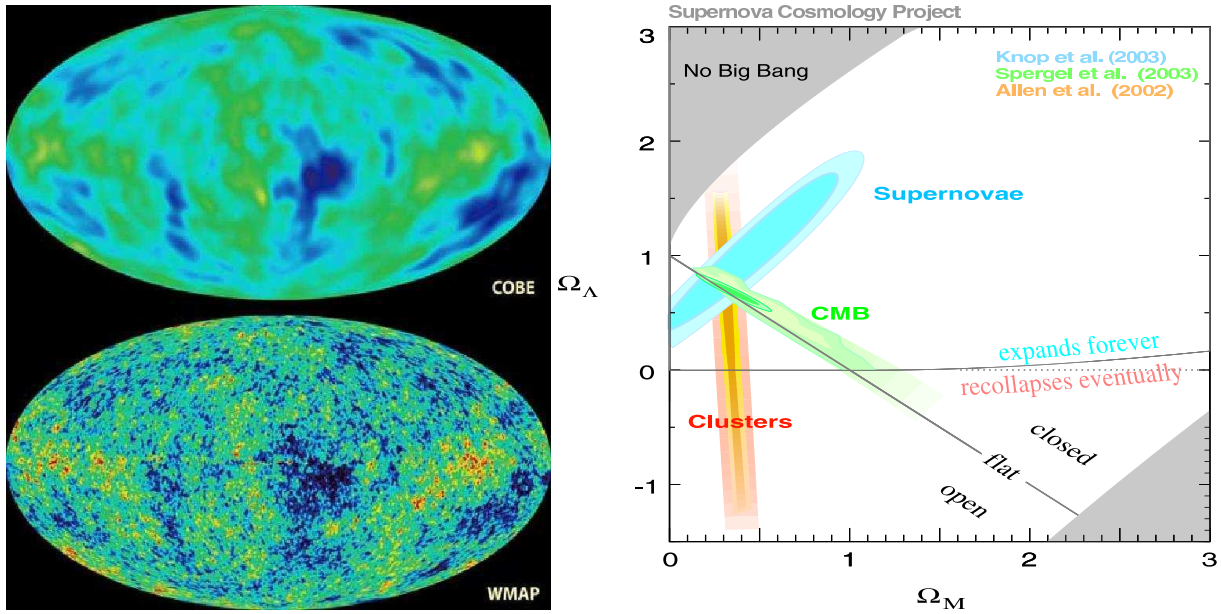 COBE
WMAP
Supernova Cosmology Project
3
No Big Bang
Knop et al. (2003)
Spergel et al. (2003)
Allen et al. (2002)
2
Supernovae
1
Ω_Λ
CMB
expands forever
0
recollapses eventually
Clusters
closed
flat
open
-1
0
1
2
3
Ω_M